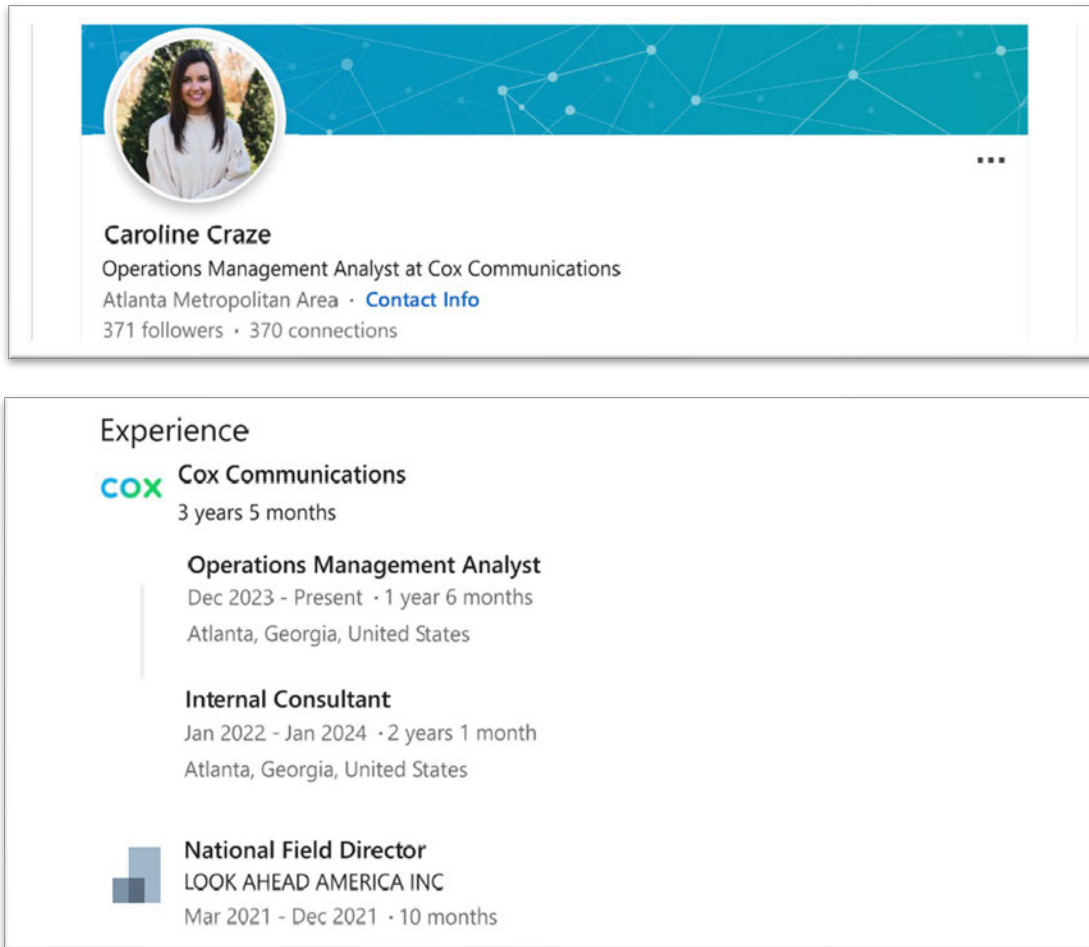 ...
Caroline Craze
Operations Management Analyst at Cox Communications
Atlanta Metropolitan Area · Contact Info
371 followers · 370 connections
Experience
COX
Cox Communications
3 years 5 months
Operations Management Analyst
Dec 2023 - Present · 1 year 6 months
Atlanta, Georgia, United States
Internal Consultant
Jan 2022 - Jan 2024 · 2 years 1 month
Atlanta, Georgia, United States
National Field Director
LOOK AHEAD AMERICA INC
Mar 2021 - Dec 2021 · 10 months